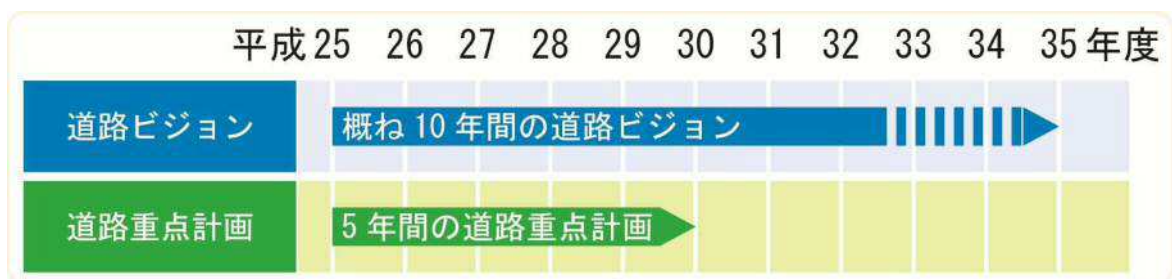 平成25 26 27 28 29 30 31 32 33 34 35年度
道路ビジョン 概ね10年間の道路ビジョン
道路重点計画 5年間の道路重点計画